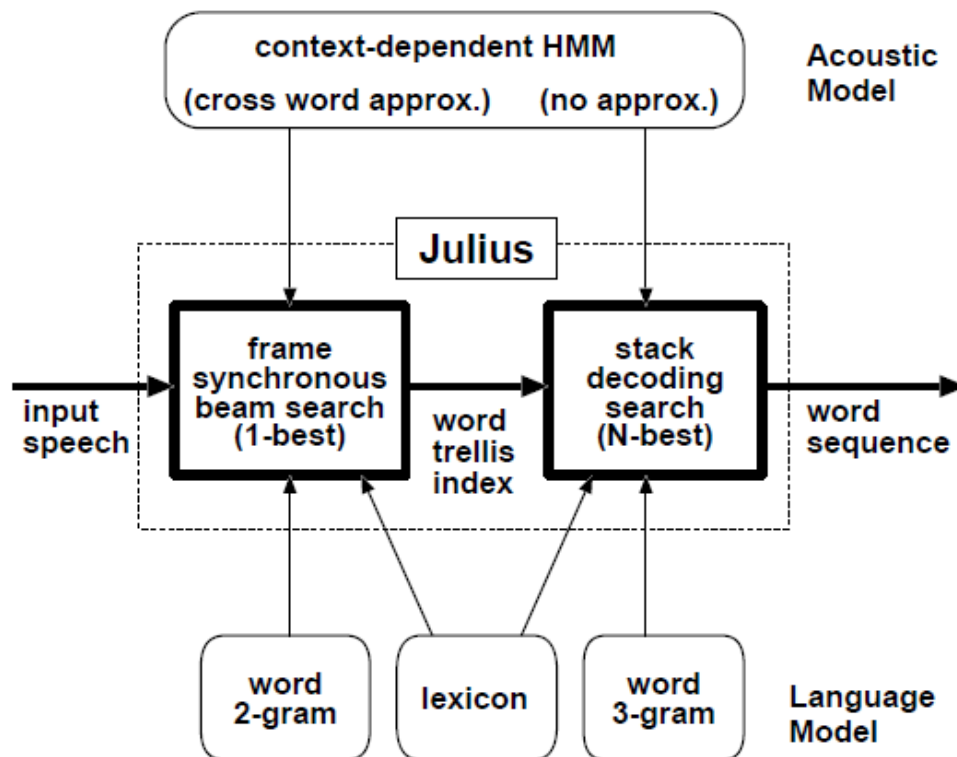 context-dependent HMM
(cross word approx.) (no approx.)
Acoustic
Model
Julius
frame
synchronous
beam search
(1-best)
stack
decoding
search
(N-best)
input
speech
word
trellis
index
word
sequence
word
2-gram
lexicon
word
3-gram
Language
Model